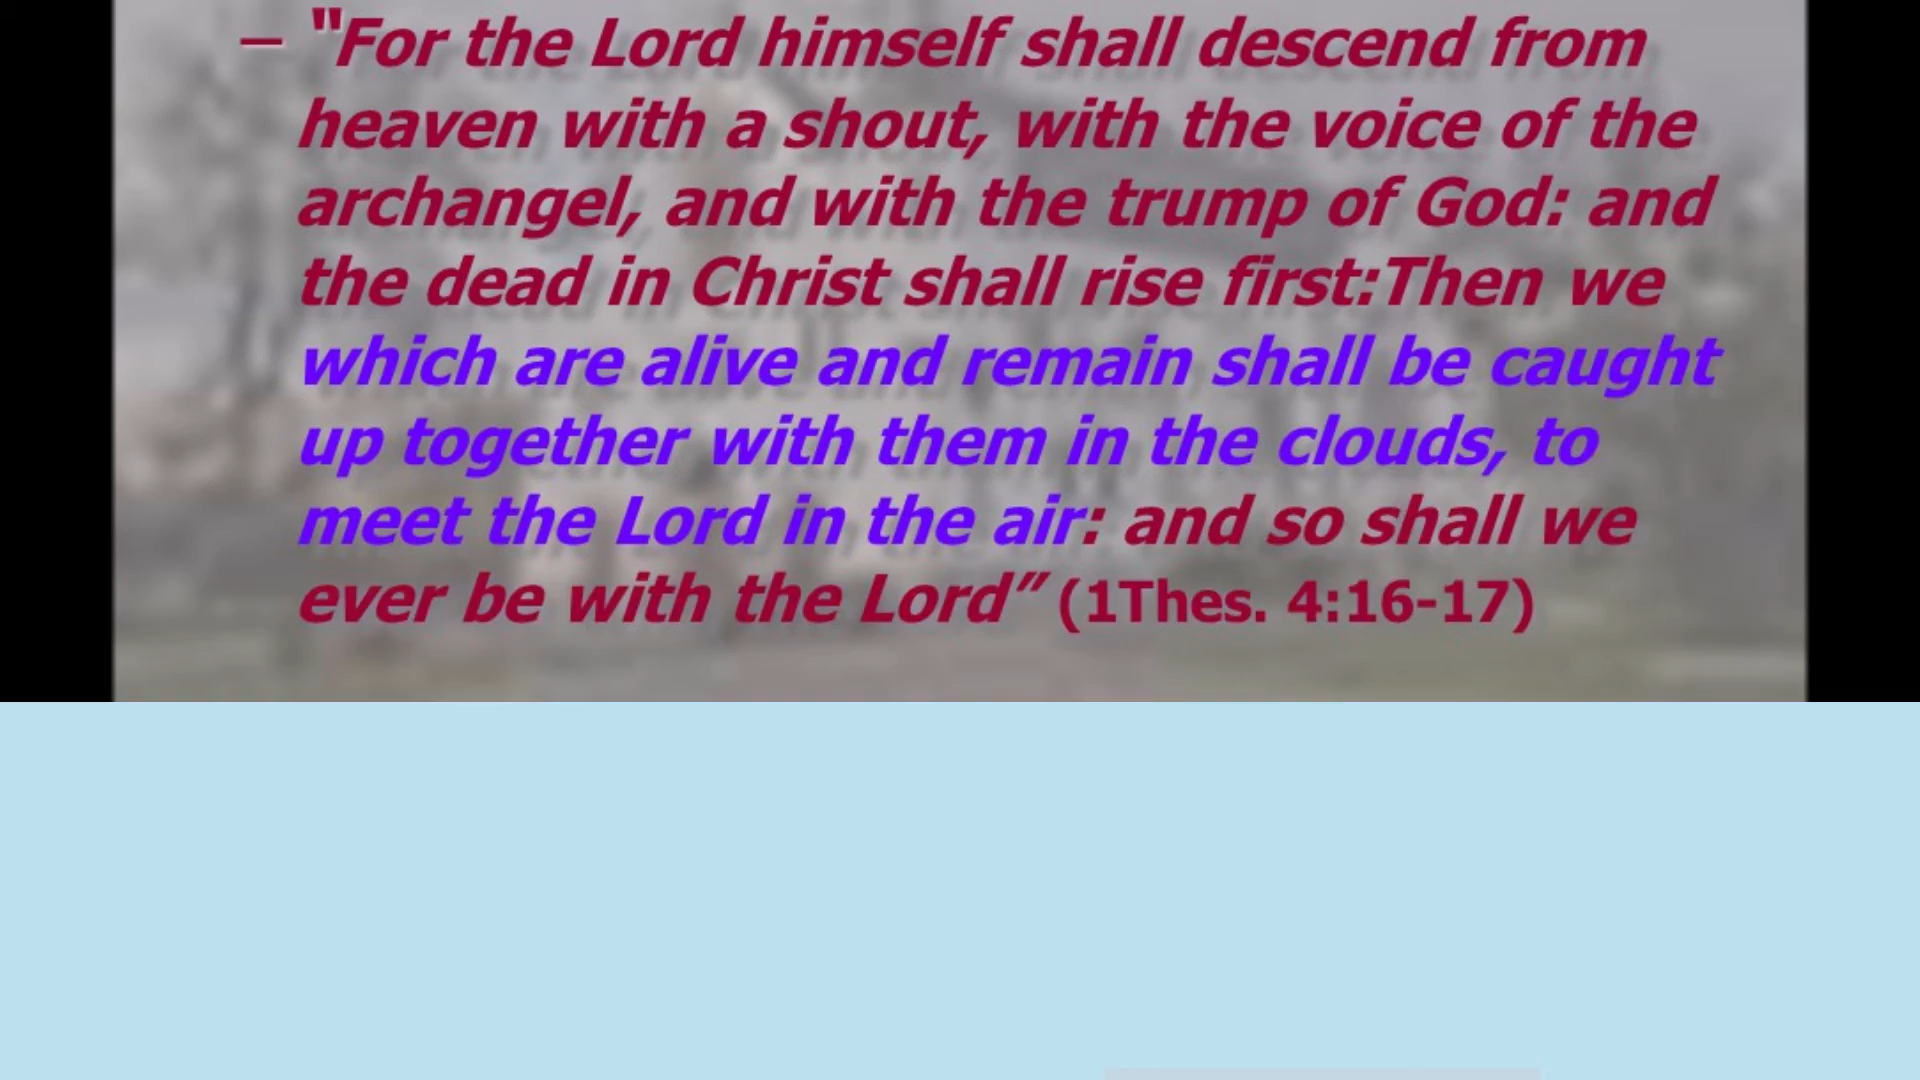 – "For the Lord himself shall descend from
heaven with a shout, with the voice of the
archangel, and with the trump of God: and
the dead in Christ shall rise first:Then we
which are alive and remain shall be caught
up together with them in the clouds, to
meet the Lord in the air: and so shall we
ever be with the Lord” (1Thes. 4:16-17)